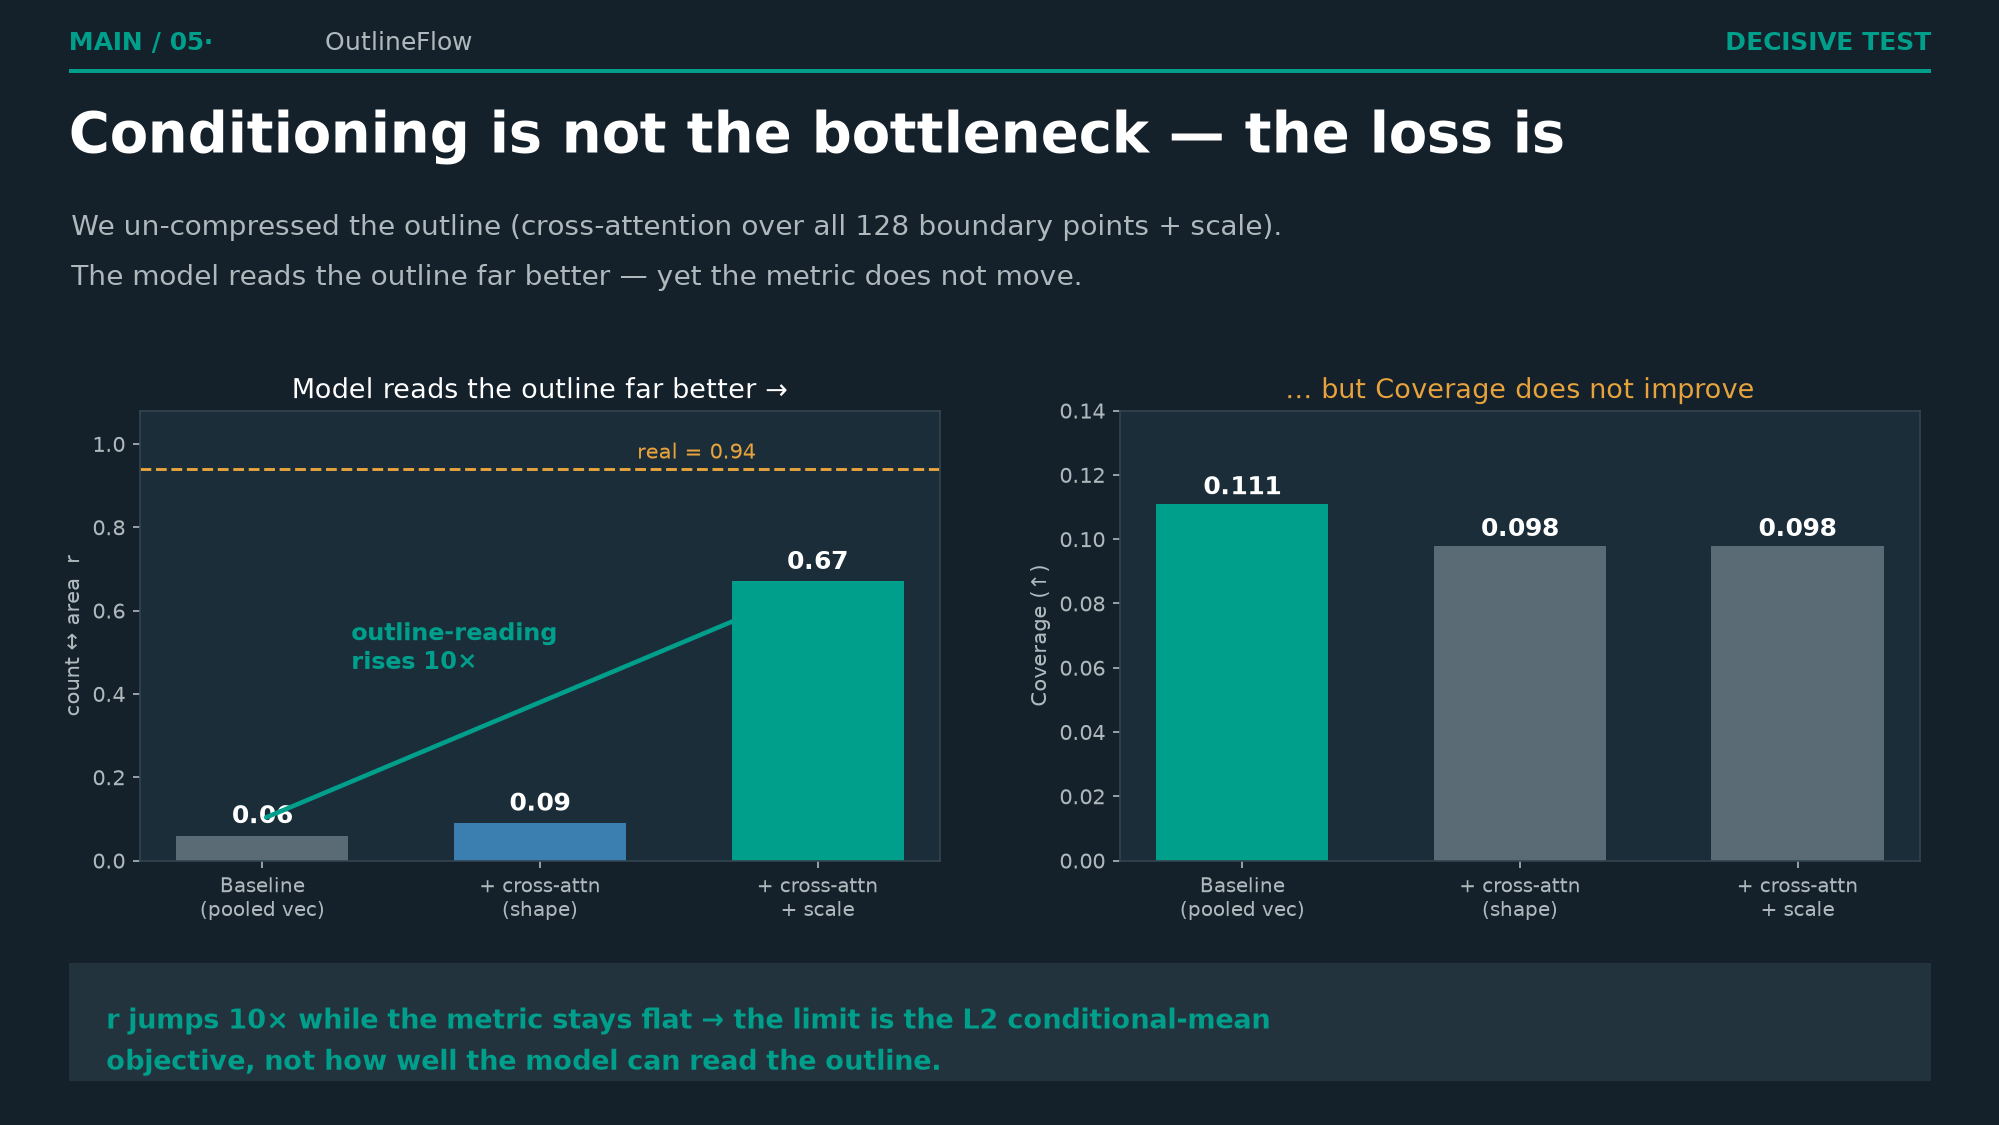 MAIN / 05· OutlineFlow DECISIVE TEST
Conditioning is not the bottleneck — the loss is
We un-compressed the outline (cross-attention over all 128 boundary points + scale).
The model reads the outline far better — yet the metric does not move.
Model reads the outline far better →
count ↔ area r
1.0
0.8
0.6
0.4
0.2
0.0
real = 0.94
outline-reading
rises 10×
0.06
0.09
0.67
Baseline
(pooled vec)
+ cross-attn
(shape)
+ cross-attn
+ scale
... but Coverage does not improve
Coverage (↑)
0.14
0.12
0.10
0.08
0.06
0.04
0.02
0.00
0.111
0.098
0.098
Baseline
(pooled vec)
+ cross-attn
(shape)
+ cross-attn
+ scale
r jumps 10× while the metric stays flat → the limit is the L2 conditional-mean
objective, not how well the model can read the outline.